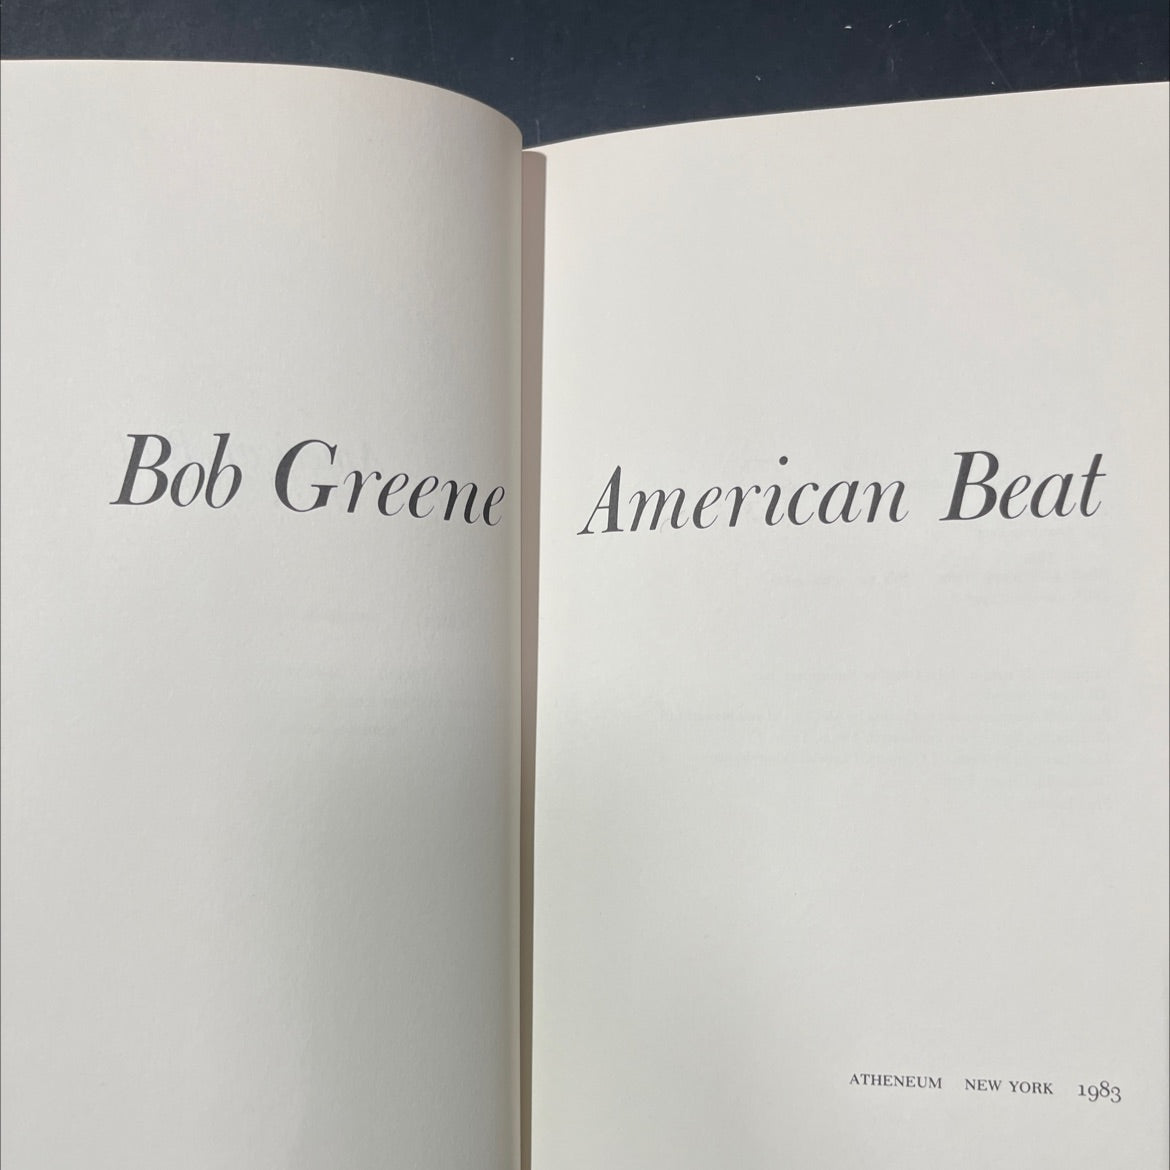 Bob Greene
American Beat
ATHENEUM NEW YORK 1983